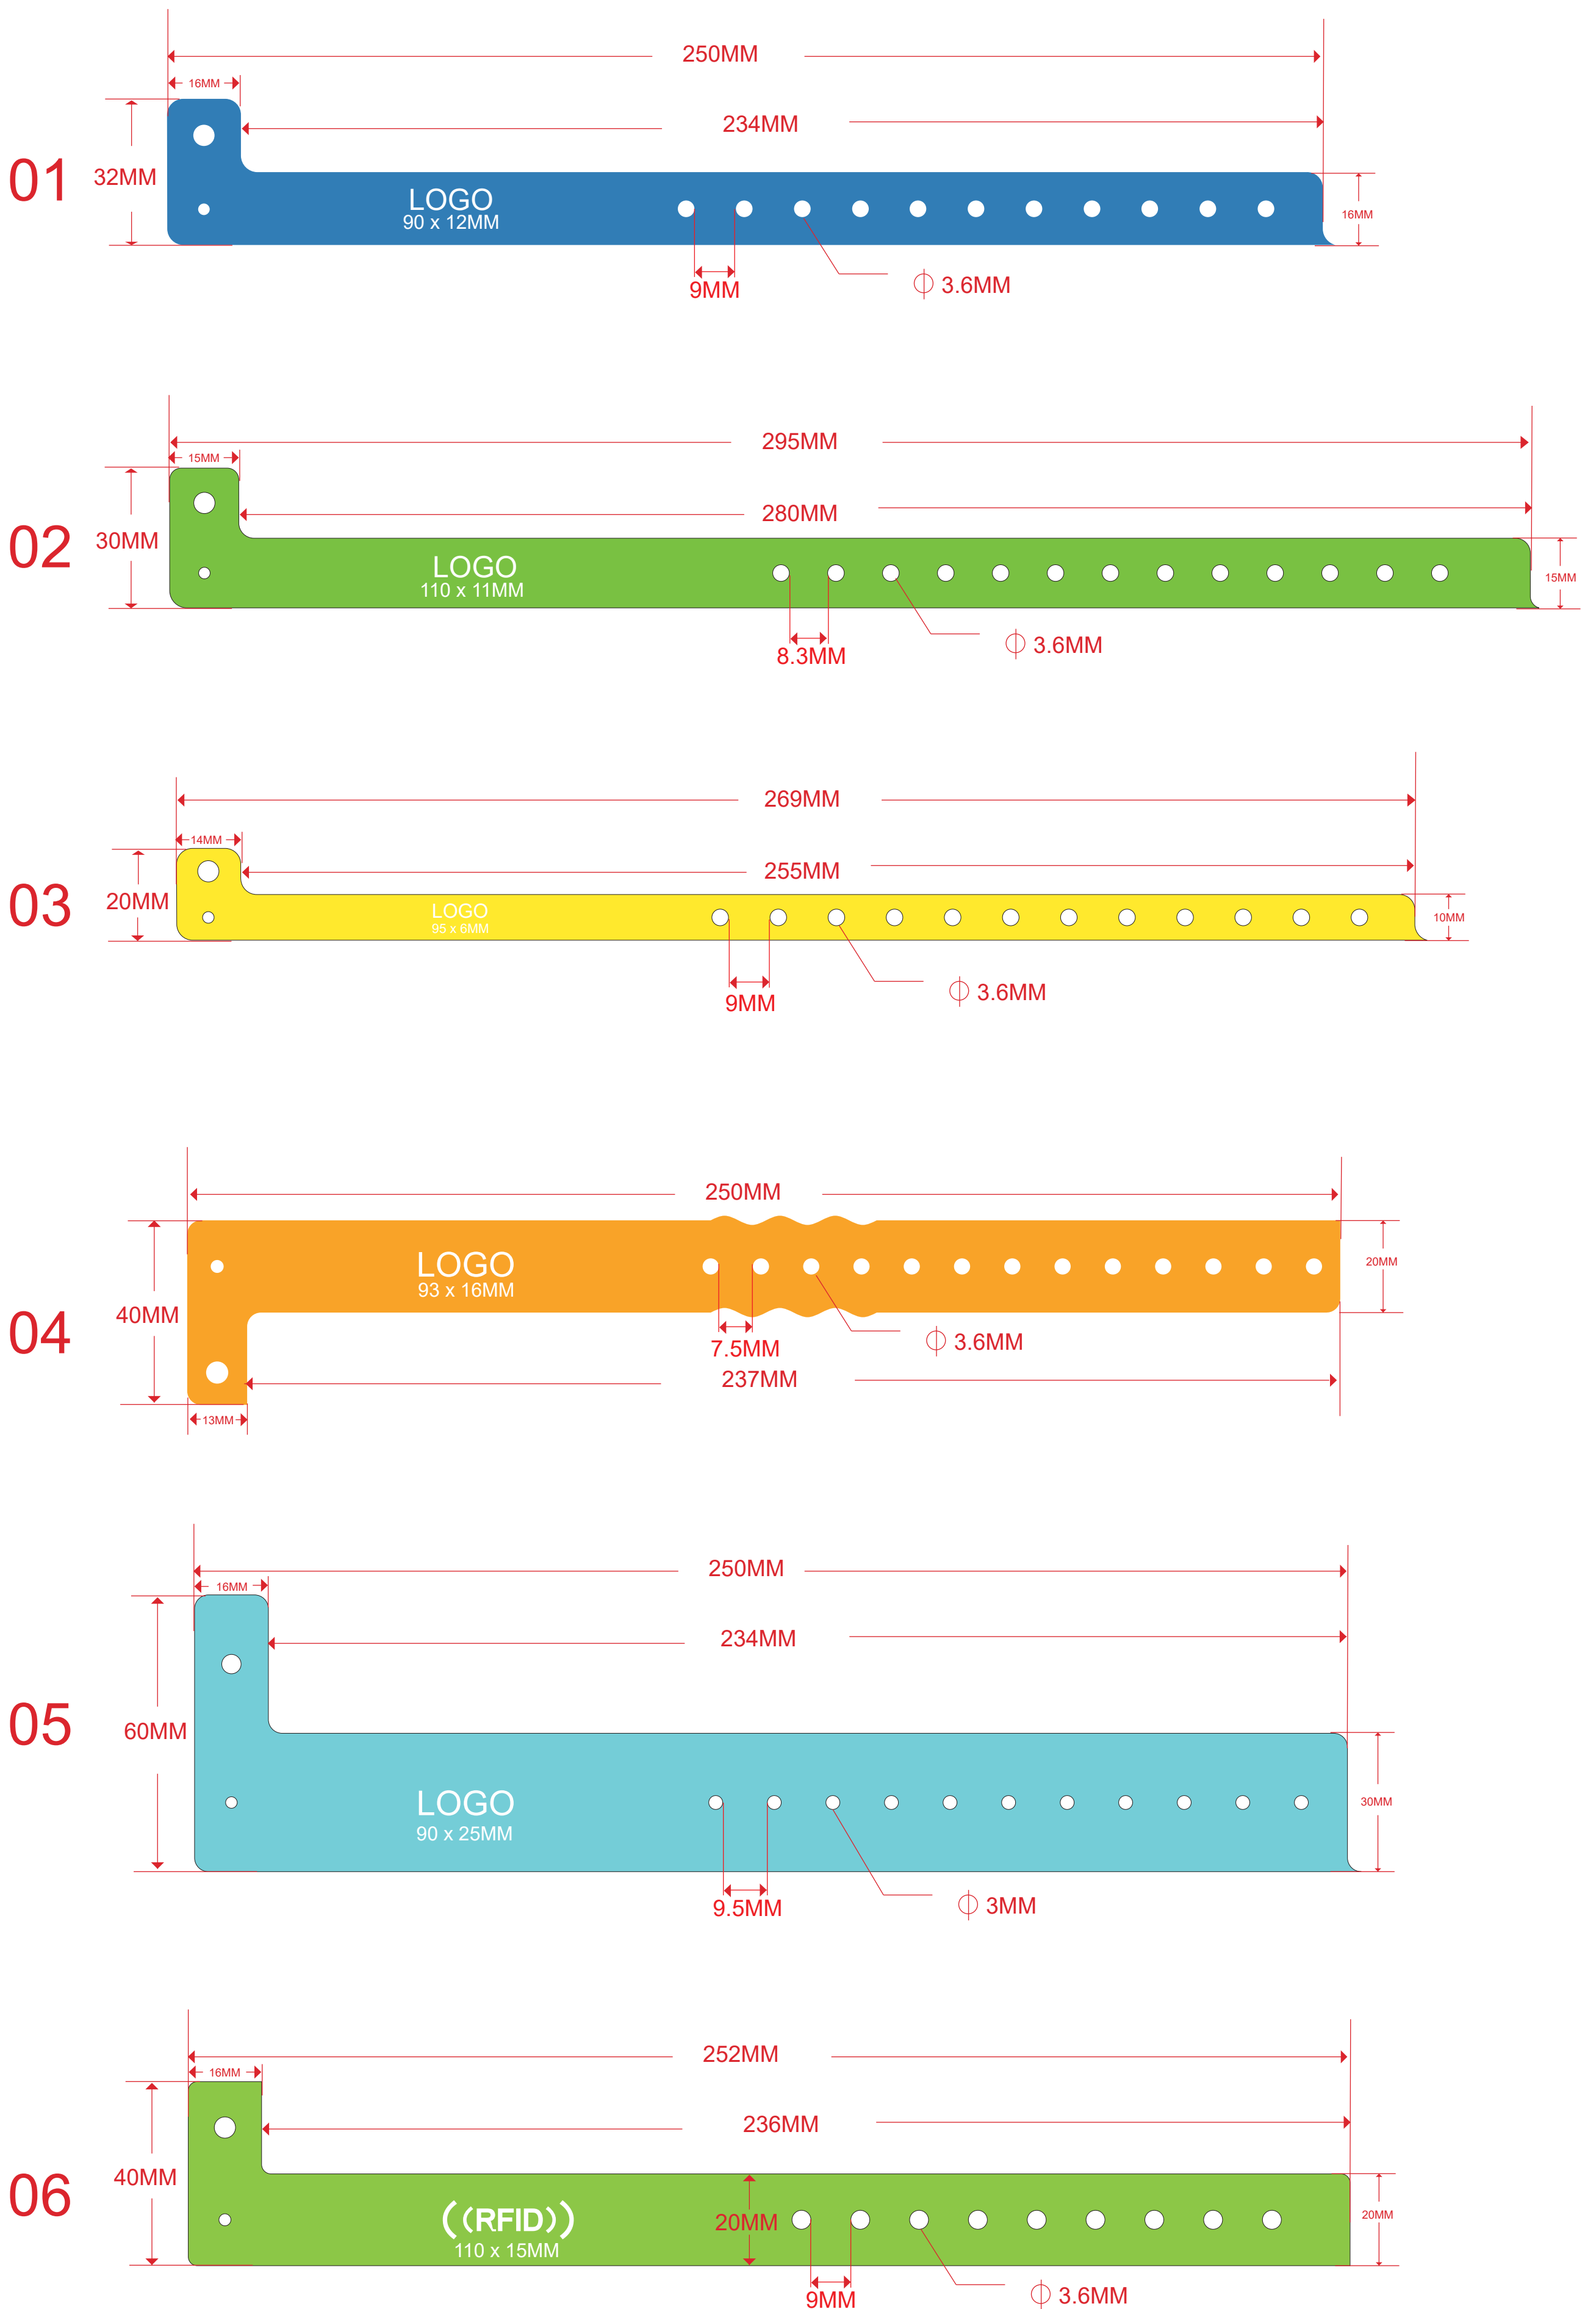 250MM
16MM
234MM
01
32MM
LOGO
90 x 12MM
16MM
9MM
3.6MM
295MM
15MM
280MM
02
30MM
LOGO
110 x 11MM
15MM
8.3MM
3.6MM
269MM
14MM
255MM
03
20MM
LOGO
95 x 6MM
10MM
9MM
3.6MM
250MM
LOGO
93 x 16MM
20MM
04
40MM
7.5MM
3.6MM
237MM
13MM
250MM
16MM
234MM
05
60MM
LOGO
90 x 25MM
30MM
9.5MM
3MM
252MM
16MM
236MM
06
40MM
((RFID))
110 x 15MM
20MM
20MM
9MM
3.6MM